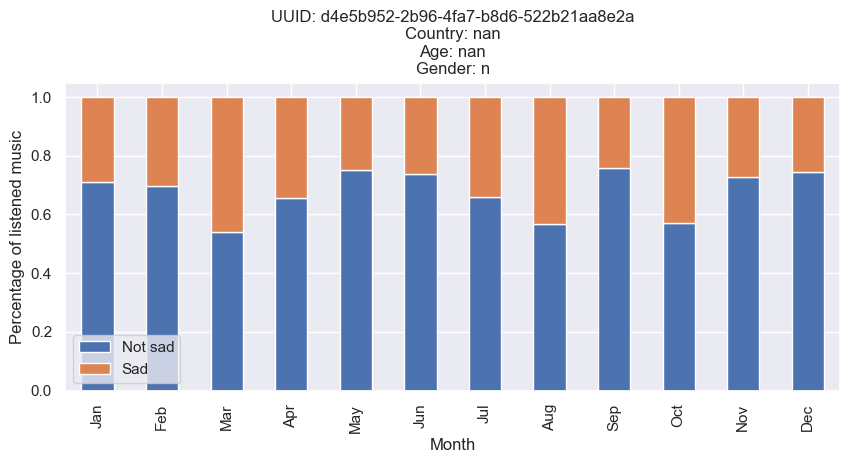 UUID: d4e5b952-2b96-4fa7-b8d6-522b21aa8e2a
Country: nan
Age: nan
Gender: n
Percentage of listened music
1.0
0.8
0.6
0.4
0.2
0.0
Not sad
Sad
Jan
Feb
Mar
Apr
May
Jun
Jul
Aug
Sep
Oct
Nov
Dec
Month